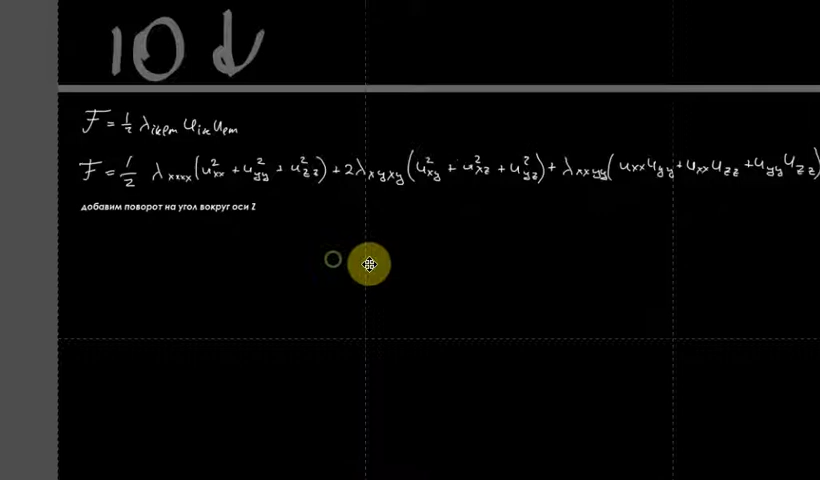 10 d
F = 1/2 λ_iklm u_ik u_lm
F = 1/2 λ_xxxx (u²_xx + u²_yy + u²_zz) + 2λ_xyxy (u²_xy + u²_xz + u²_yz) + λ_xxyy (u_xx u_yy + u_xx u_zz + u_yy u_zz)
добавим поворот на угол вокруг оси Z